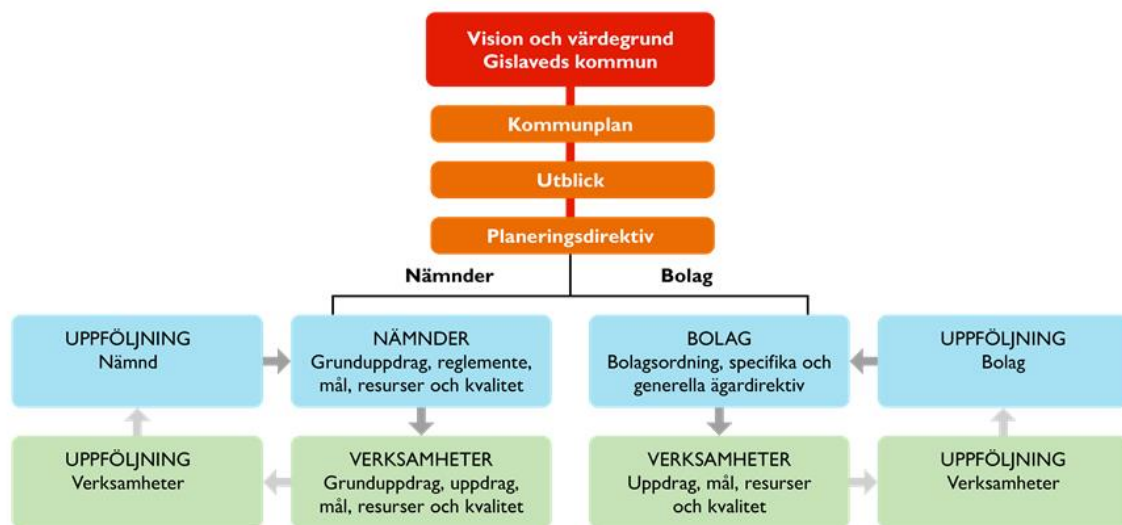 Vision och värdegrund
Gislaveds kommun
Kommunplan
Utblick
Planeringsdirektiv
Nämnder
Bolag
UPPFÖLJNING
Nämnd
NÄMNDER
Grunduppdrag, reglemente,
mål, resurser och kvalitet
BOLAG
Bolagsordning, specifika och
generella ägardirektiv
UPPFÖLJNING
Bolag
UPPFÖLJNING
Verksamheter
VERKSAMHETER
Grunduppdrag, uppdrag,
mål, resurser och kvalitet
VERKSAMHETER
Uppdrag, mål, resurser
och kvalitet
UPPFÖLJNING
Verksamheter